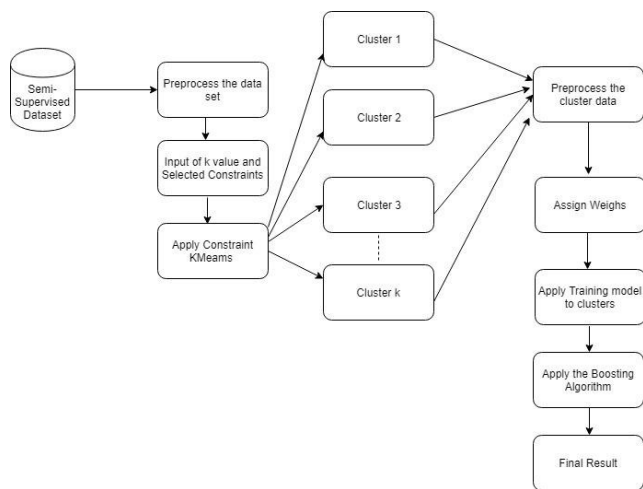 Semi-
Supervised
Dataset
Preprocess the data
set
Input of k value and
Selected Constraints
Apply Constraint
KMeams
Cluster 1
Cluster 2
Cluster 3
Cluster k
Preprocess the
cluster data
Assign Weighs
Apply Training model
to clusters
Apply the Boosting
Algorithm
Final Result